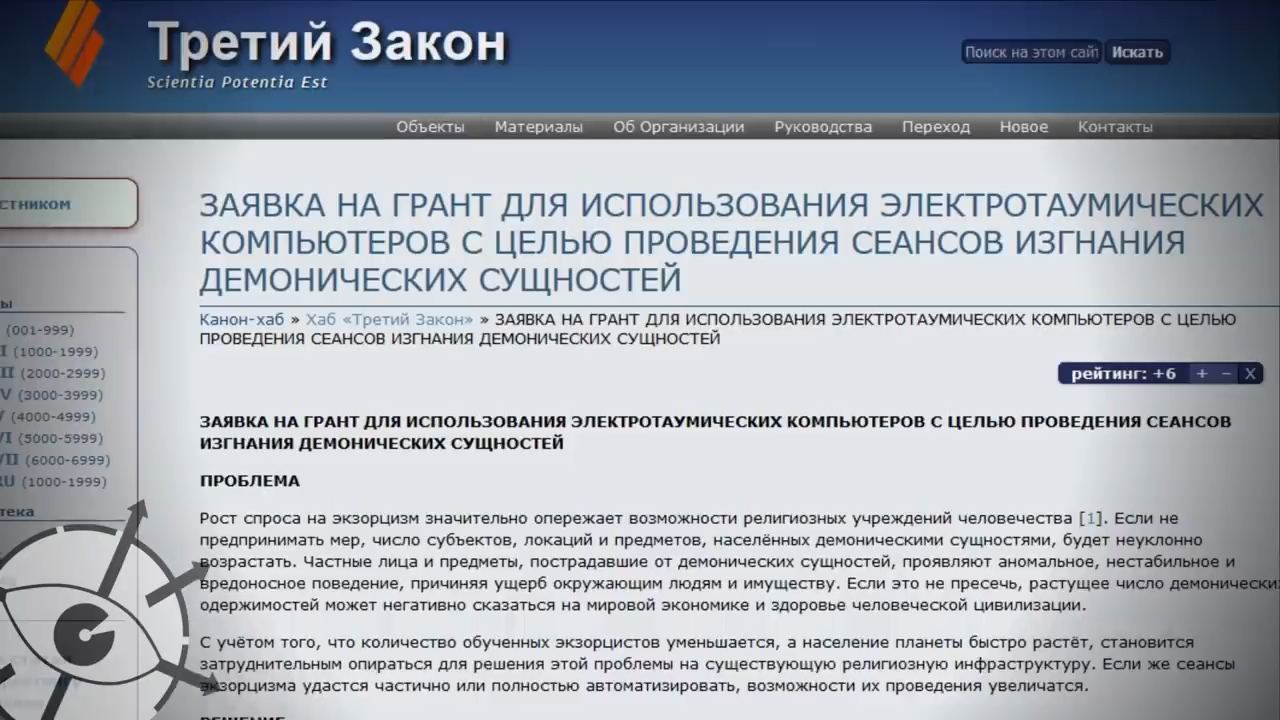 Третий Закон
Scientia Potentia Est
Поиск на этом сайт Искать
Объекты Материалы Об Организации Руководства Переход Новое Контакты
стником
ЗАЯВКА НА ГРАНТ ДЛЯ ИСПОЛЬЗОВАНИЯ ЭЛЕКТРОТАУМИЧЕСКИХ
КОМПЬЮТЕРОВ С ЦЕЛЬЮ ПРОВЕДЕНИЯ СЕАНСОВ ИЗГНАНИЯ
ДЕМОНИЧЕСКИХ СУЩНОСТЕЙ
Канон-хаб » Хаб «Третий Закон» » ЗАЯВКА НА ГРАНТ ДЛЯ ИСПОЛЬЗОВАНИЯ ЭЛЕКТРОТАУМИЧЕСКИХ КОМПЬЮТЕРОВ С ЦЕЛЬЮ
ПРОВЕДЕНИЯ СЕАНСОВ ИЗГНАНИЯ ДЕМОНИЧЕСКИХ СУЩНОСТЕЙ
рейтинг: +6 + − X
ы
(001-999)
I (1000-1999)
II (2000-2999)
V (3000-3999)
V (4000-4999)
VI (5000-5999)
VII (6000-6999)
RU (1000-1999)
тека
ЗАЯВКА НА ГРАНТ ДЛЯ ИСПОЛЬЗОВАНИЯ ЭЛЕКТРОТАУМИЧЕСКИХ КОМПЬЮТЕРОВ С ЦЕЛЬЮ ПРОВЕДЕНИЯ СЕАНСОВ
ИЗГНАНИЯ ДЕМОНИЧЕСКИХ СУЩНОСТЕЙ
ПРОБЛЕМА
Рост спроса на экзорцизм значительно опережает возможности религиозных учреждений человечества [1]. Если не
предпринимать мер, число субъектов, локаций и предметов, населённых демоническими сущностями, будет неуклонно
возрастать. Частные лица и предметы, пострадавшие от демонических сущностей, проявляют аномальное, нестабильное и
вредоносное поведение, причиняя ущерб окружающим людям и имуществу. Если это не пресечь, растущее число демонически
одержимостей может негативно сказаться на мировой экономике и здоровье человеческой цивилизации.
С учётом того, что количество обученных экзорцистов уменьшается, а население планеты быстро растёт, становится
затруднительным опираться для решения этой проблемы на существующую религиозную инфраструктуру. Если же сеансы
экзорцизма удастся частично или полностью автоматизировать, возможности их проведения увеличатся.
РЕШЕНИЕ